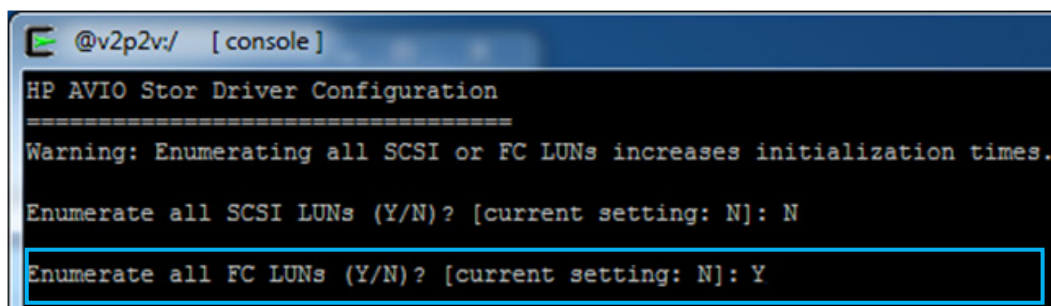 @v2p2v:/ [ console ]
HP AVIO Stor Driver Configuration
==================================
Warning: Enumerating all SCSI or FC LUNs increases initialization times.
Enumerate all SCSI LUNs (Y/N)? [current setting: N]: N
Enumerate all FC LUNs (Y/N)? [current setting: N]: Y